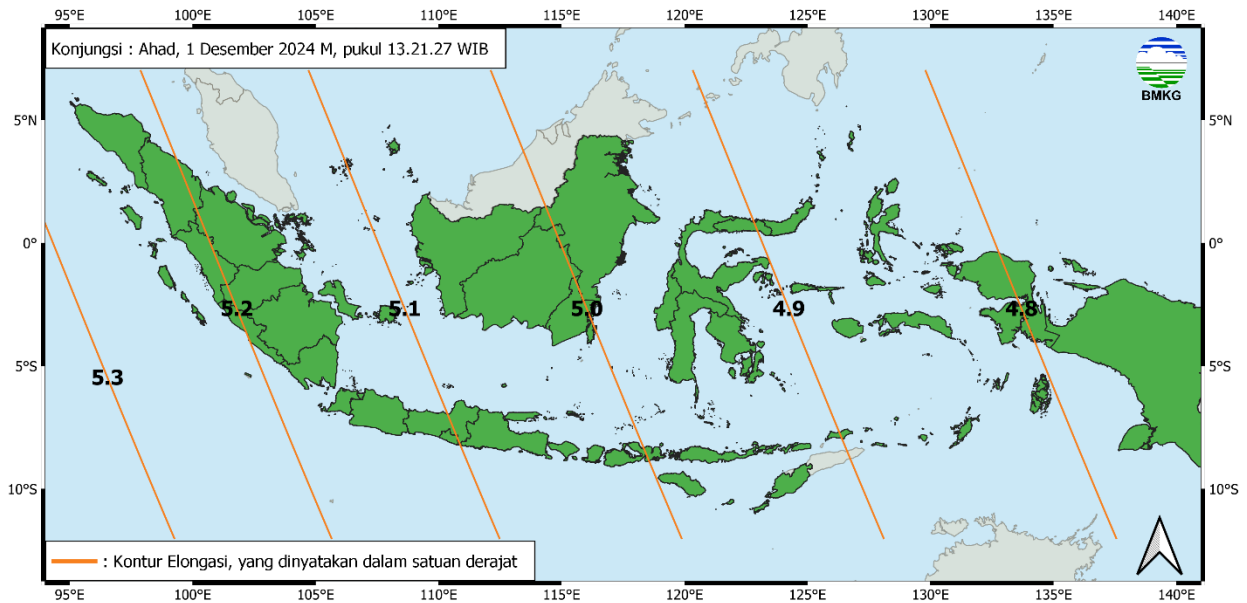 95°E 100°E 105°E 110°E 115°E 120°E 125°E 130°E 135°E 140°E
Konjungsi : Ahad, 1 Desember 2024 M, pukul 13.21.27 WIB
BMKG
5°N 5°N
0° 0°
5.2 5.1 5.0 4.9 4.8
5°S 5°S
5.3
10°S 10°S
: Kontur Elongasi, yang dinyatakan dalam satuan derajat
95°E 100°E 105°E 110°E 115°E 120°E 125°E 130°E 135°E 140°E